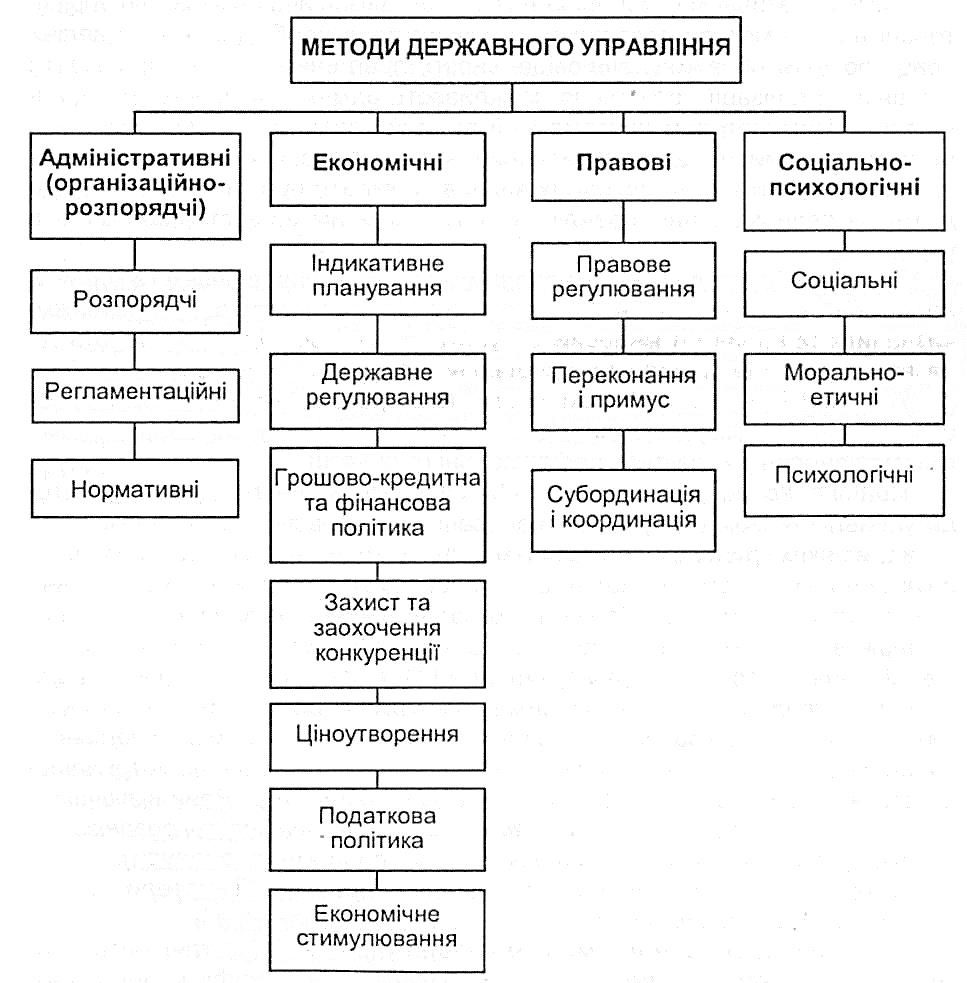 МЕТОДИ ДЕРЖАВНОГО УПРАВЛІННЯ
Адміністративні
(організаційно-
розпорядчі)
Розпорядчі
Регламентаційні
Нормативні
Економічні
Індикативне
планування
Державне
регулювання
Грошово-кредитна
та фінансова
політика
Захист та
заохочення
конкуренції
Ціноутворення
Податкова
політика
Економічне
стимулювання
Правові
Правове
регулювання
Переконання
і примус
Субординація
і координація
Соціально-
психологічні
Соціальні
Морально-
етичні
Психологічні